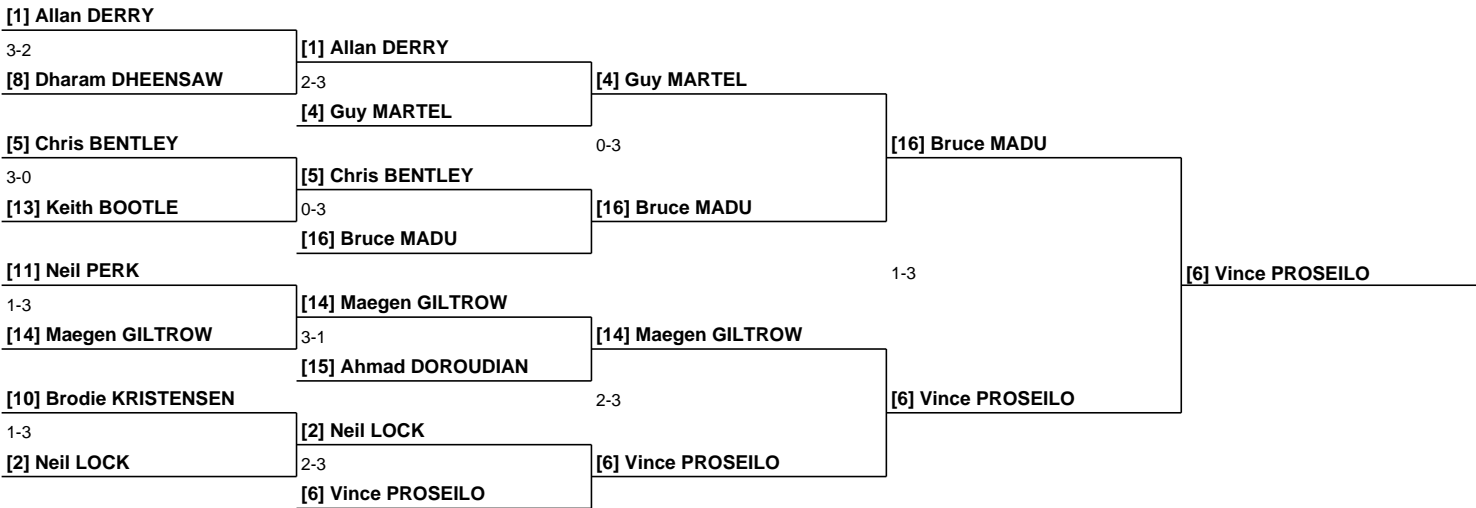 [1] Allan DERRY
3-2
[1] Allan DERRY
[8] Dharam DHEENSAW
2-3
[4] Guy MARTEL
[4] Guy MARTEL
[5] Chris BENTLEY
0-3
[16] Bruce MADU
3-0
[5] Chris BENTLEY
[13] Keith BOOTLE
0-3
[16] Bruce MADU
[16] Bruce MADU
[11] Neil PERK
1-3
[6] Vince PROSEILO
1-3
[14] Maegen GILTROW
[14] Maegen GILTROW
3-1
[14] Maegen GILTROW
[15] Ahmad DOROUDIAN
[10] Brodie KRISTENSEN
2-3
[6] Vince PROSEILO
1-3
[2] Neil LOCK
[2] Neil LOCK
2-3
[6] Vince PROSEILO
[6] Vince PROSEILO